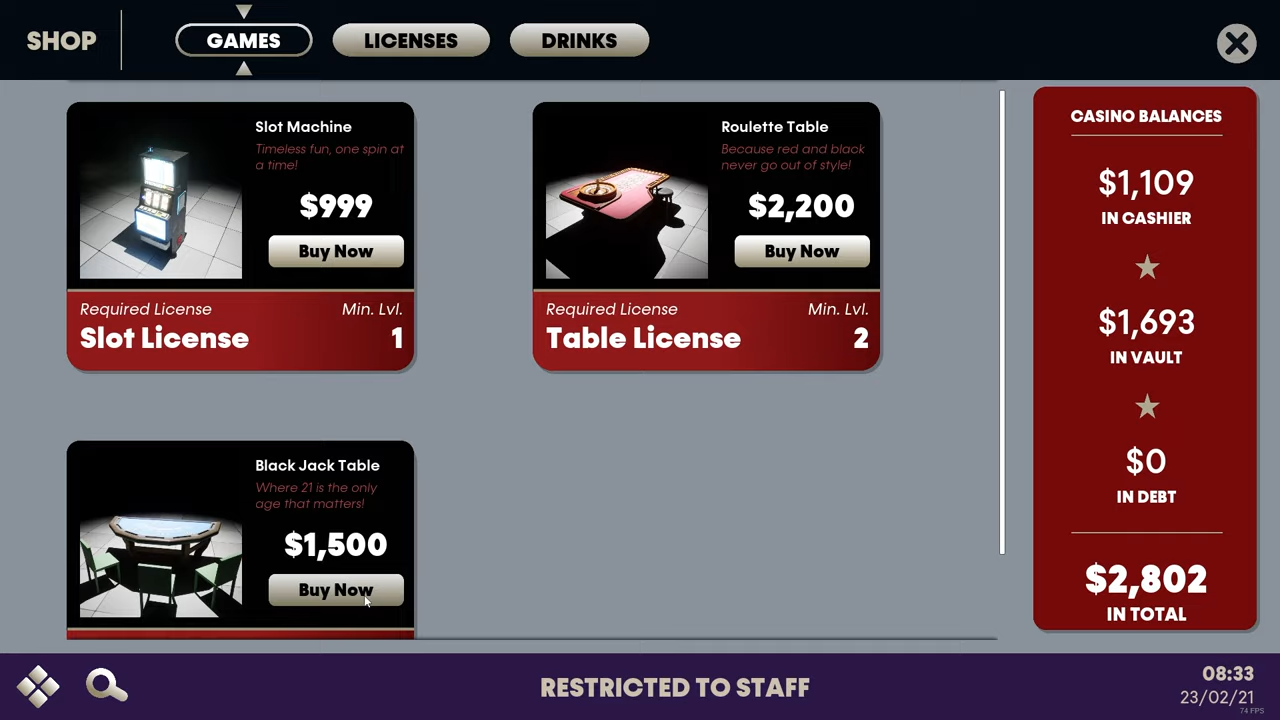 SHOP
GAMES
LICENSES
DRINKS
Slot Machine
Timeless fun, one spin at
a time!
$999
Buy Now
Required License
Min. Lvl.
Slot License
1
Roulette Table
Because red and black
never go out of style!
$2,200
Buy Now
Required License
Min. Lvl.
Table License
2
Black Jack Table
Where 21 is the only
age that matters!
$1,500
Buy Now
CASINO BALANCES
$1,109
IN CASHIER
$1,693
IN VAULT
$0
IN DEBT
$2,802
IN TOTAL
RESTRICTED TO STAFF
08:33
23/02/21
74 FPS